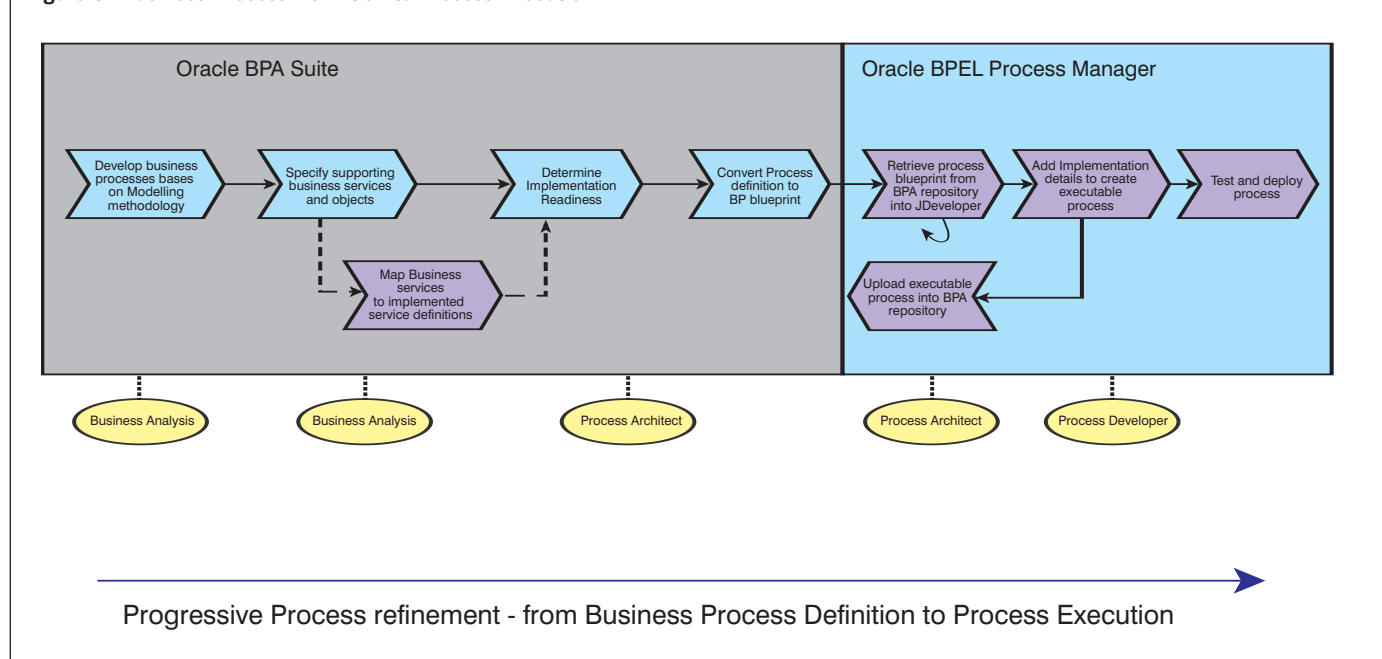 Oracle BPA Suite
Oracle BPEL Process Manager
Develop business
processes based
on Modelling
methodology
Specify supporting
business services
and objects
Determine
Implementation
Readiness
Convert Process
definition to
BP blueprint
Retrieve process
blueprint from
BPA repository
into JDeveloper
Add Implementation
details to create
executable
process
Test and deploy
process
Map Business
services
to implemented
service definitions
Upload executable
process into BPA
repository
Business Analysis
Business Analysis
Process Architect
Process Architect
Process Developer
Progressive Process refinement - from Business Process Definition to Process Execution